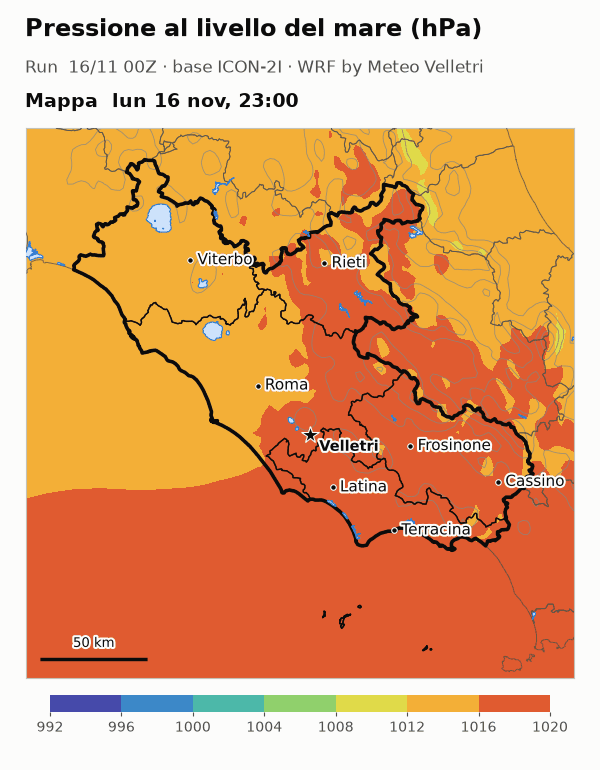 Pressione al livello del mare (hPa)
Run 16/11 00Z · base ICON-2I · WRF by Meteo Velletri
Mappa lun 16 nov, 23:00
Viterbo
Rieti
Roma
Velletri
Frosinone
Latina
Cassino
Terracina
50 km
992 996 1000 1004 1008 1012 1016 1020